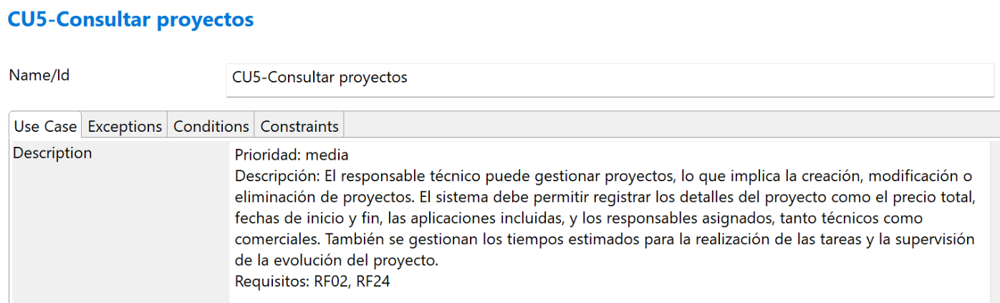 CU5-Consultar proyectos
Name/Id
CU5-Consultar proyectos
Use Case Exceptions Conditions Constraints
Description
Prioridad: media
Descripción: El responsable técnico puede gestionar proyectos, lo que implica la creación, modificación o
eliminación de proyectos. El sistema debe permitir registrar los detalles del proyecto como el precio total,
fechas de inicio y fin, las aplicaciones incluidas, y los responsables asignados, tanto técnicos como
comerciales. También se gestionan los tiempos estimados para la realización de las tareas y la supervisión
de la evolución del proyecto.
Requisitos: RF02, RF24